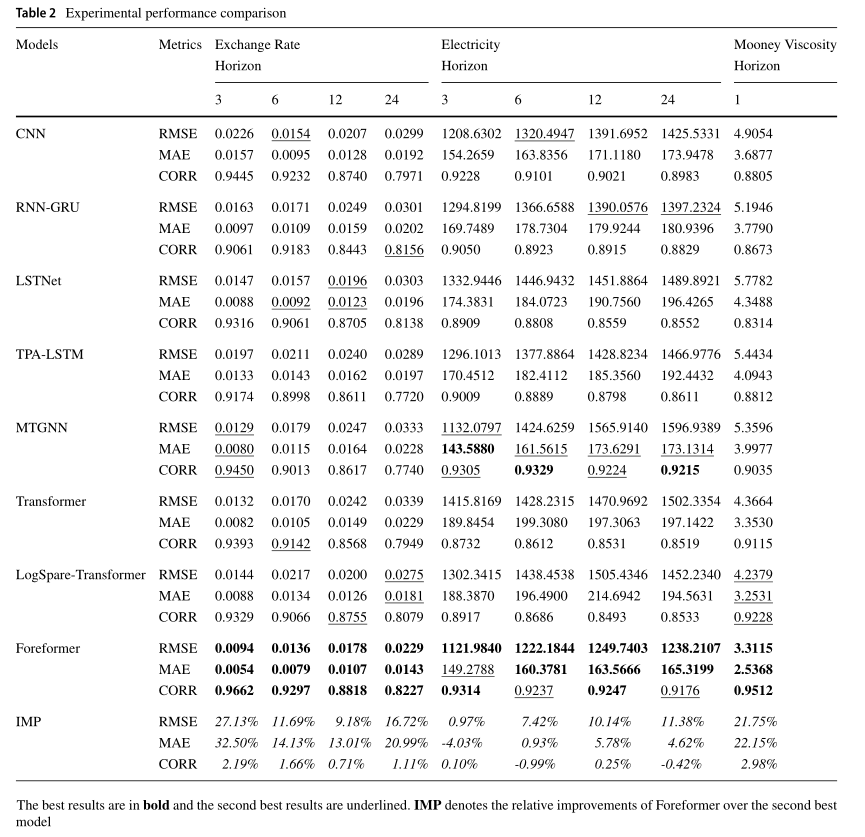 Table 2 Experimental performance comparison
Models Metrics Exchange Rate Electricity Mooney Viscosity
Horizon Horizon Horizon
3 6 12 24 3 6 12 24 1
CNN RMSE 0.0226 0.0154 0.0207 0.0299 1208.6302 1320.4947 1391.6952 1425.5331 4.9054
MAE 0.0157 0.0095 0.0128 0.0192 154.2659 163.8356 171.1180 173.9478 3.6877
CORR 0.9445 0.9232 0.8740 0.7971 0.9228 0.9101 0.9021 0.8983 0.8805
RNN-GRU RMSE 0.0163 0.0171 0.0249 0.0301 1294.8199 1366.6588 1390.0576 1397.2324 5.1946
MAE 0.0097 0.0109 0.0159 0.0202 169.7489 178.7304 179.9244 180.9396 3.7790
CORR 0.9061 0.9183 0.8443 0.8156 0.9050 0.8923 0.8915 0.8829 0.8673
LSTNet RMSE 0.0147 0.0157 0.0196 0.0303 1332.9446 1446.9432 1451.8864 1489.8921 5.7782
MAE 0.0088 0.0092 0.0123 0.0196 174.3831 184.0723 190.7560 196.4265 4.3488
CORR 0.9316 0.9061 0.8705 0.8138 0.8909 0.8808 0.8559 0.8552 0.8314
TPA-LSTM RMSE 0.0197 0.0211 0.0240 0.0289 1296.1013 1377.8864 1428.8234 1466.9776 5.4434
MAE 0.0133 0.0143 0.0162 0.0197 170.4512 182.4112 185.3560 192.4432 4.0943
CORR 0.9174 0.8998 0.8611 0.7720 0.9009 0.8889 0.8798 0.8611 0.8812
MTGNN RMSE 0.0129 0.0179 0.0247 0.0333 1132.0797 1424.6259 1565.9140 1596.9389 5.3596
MAE 0.0080 0.0115 0.0164 0.0228 143.5880 161.5615 173.6291 173.1314 3.9977
CORR 0.9450 0.9013 0.8617 0.7740 0.9305 0.9329 0.9224 0.9215 0.9035
Transformer RMSE 0.0132 0.0170 0.0242 0.0339 1415.8169 1428.2315 1470.9692 1502.3354 4.3664
MAE 0.0082 0.0105 0.0149 0.0229 189.8454 199.3080 197.3063 197.1422 3.3530
CORR 0.9393 0.9142 0.8568 0.7949 0.8732 0.8612 0.8531 0.8519 0.9115
LogSpare-Transformer RMSE 0.0144 0.0217 0.0200 0.0275 1302.3415 1438.4538 1505.4346 1452.2340 4.2379
MAE 0.0088 0.0134 0.0126 0.0181 188.3870 196.4900 214.6942 194.5631 3.2531
CORR 0.9329 0.9066 0.8755 0.8079 0.8917 0.8686 0.8493 0.8533 0.9228
Foreformer RMSE 0.0094 0.0136 0.0178 0.0229 1121.9840 1222.1844 1249.7403 1238.2107 3.3115
MAE 0.0054 0.0079 0.0107 0.0143 149.2788 160.3781 163.5666 165.3199 2.5368
CORR 0.9662 0.9297 0.8818 0.8227 0.9314 0.9237 0.9247 0.9176 0.9512
IMP RMSE 27.13% 11.69% 9.18% 16.72% 0.97% 7.42% 10.14% 11.38% 21.75%
MAE 32.50% 14.13% 13.01% 20.99% -4.03% 0.93% 5.78% 4.62% 22.15%
CORR 2.19% 1.66% 0.71% 1.11% 0.10% -0.99% 0.25% -0.42% 2.98%
The best results are in bold and the second best results are underlined. IMP denotes the relative improvements of Foreformer over the second best
model